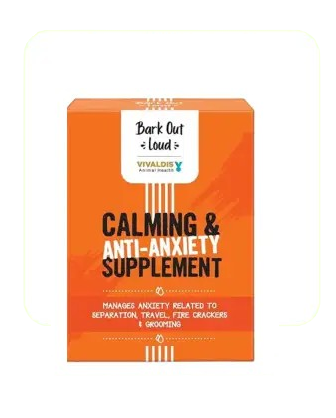 Bark Out
Loud
VIVALDIS
Animal Health
CALMING &
ANTI-ANXIETY
SUPPLEMENT
MANAGES ANXIETY RELATED TO
SEPARATION, TRAVEL, FIRE CRACKERS
& GROOMING